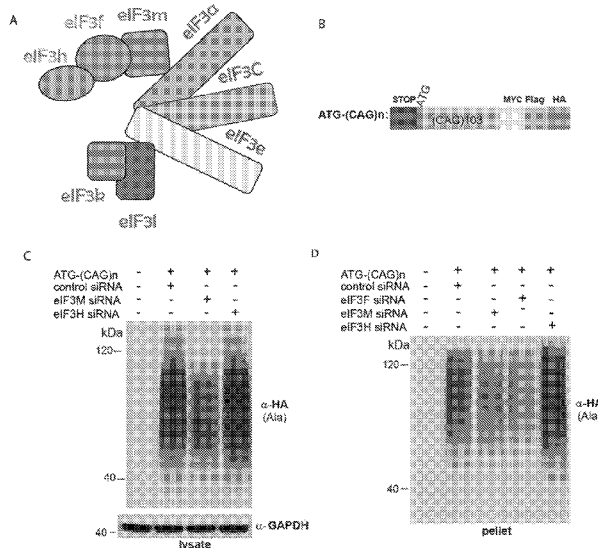 A
eIF3h
eIF3f
eIF3m
eIF3a
eIF3C
eIF3e
eIF3k
eIF3l
B
STOP
ATG
MYC Flag HA
ATG-(CAG)n:
(CAG)103
C
ATG-(CAG)n - + + +
control siRNA - + - -
eIF3M siRNA - - + -
eIF3H siRNA - - - +
kDa
120
40
α-HA
(Ala)
40
α-GAPDH
lysate
D
ATG-(CAG)n - + + + +
control siRNA - + - - -
eIF3F siRNA - - - + -
eIF3M siRNA - - + - -
eIF3H siRNA - - - - +
kDa
120
40
α-HA
(Ala)
pellet